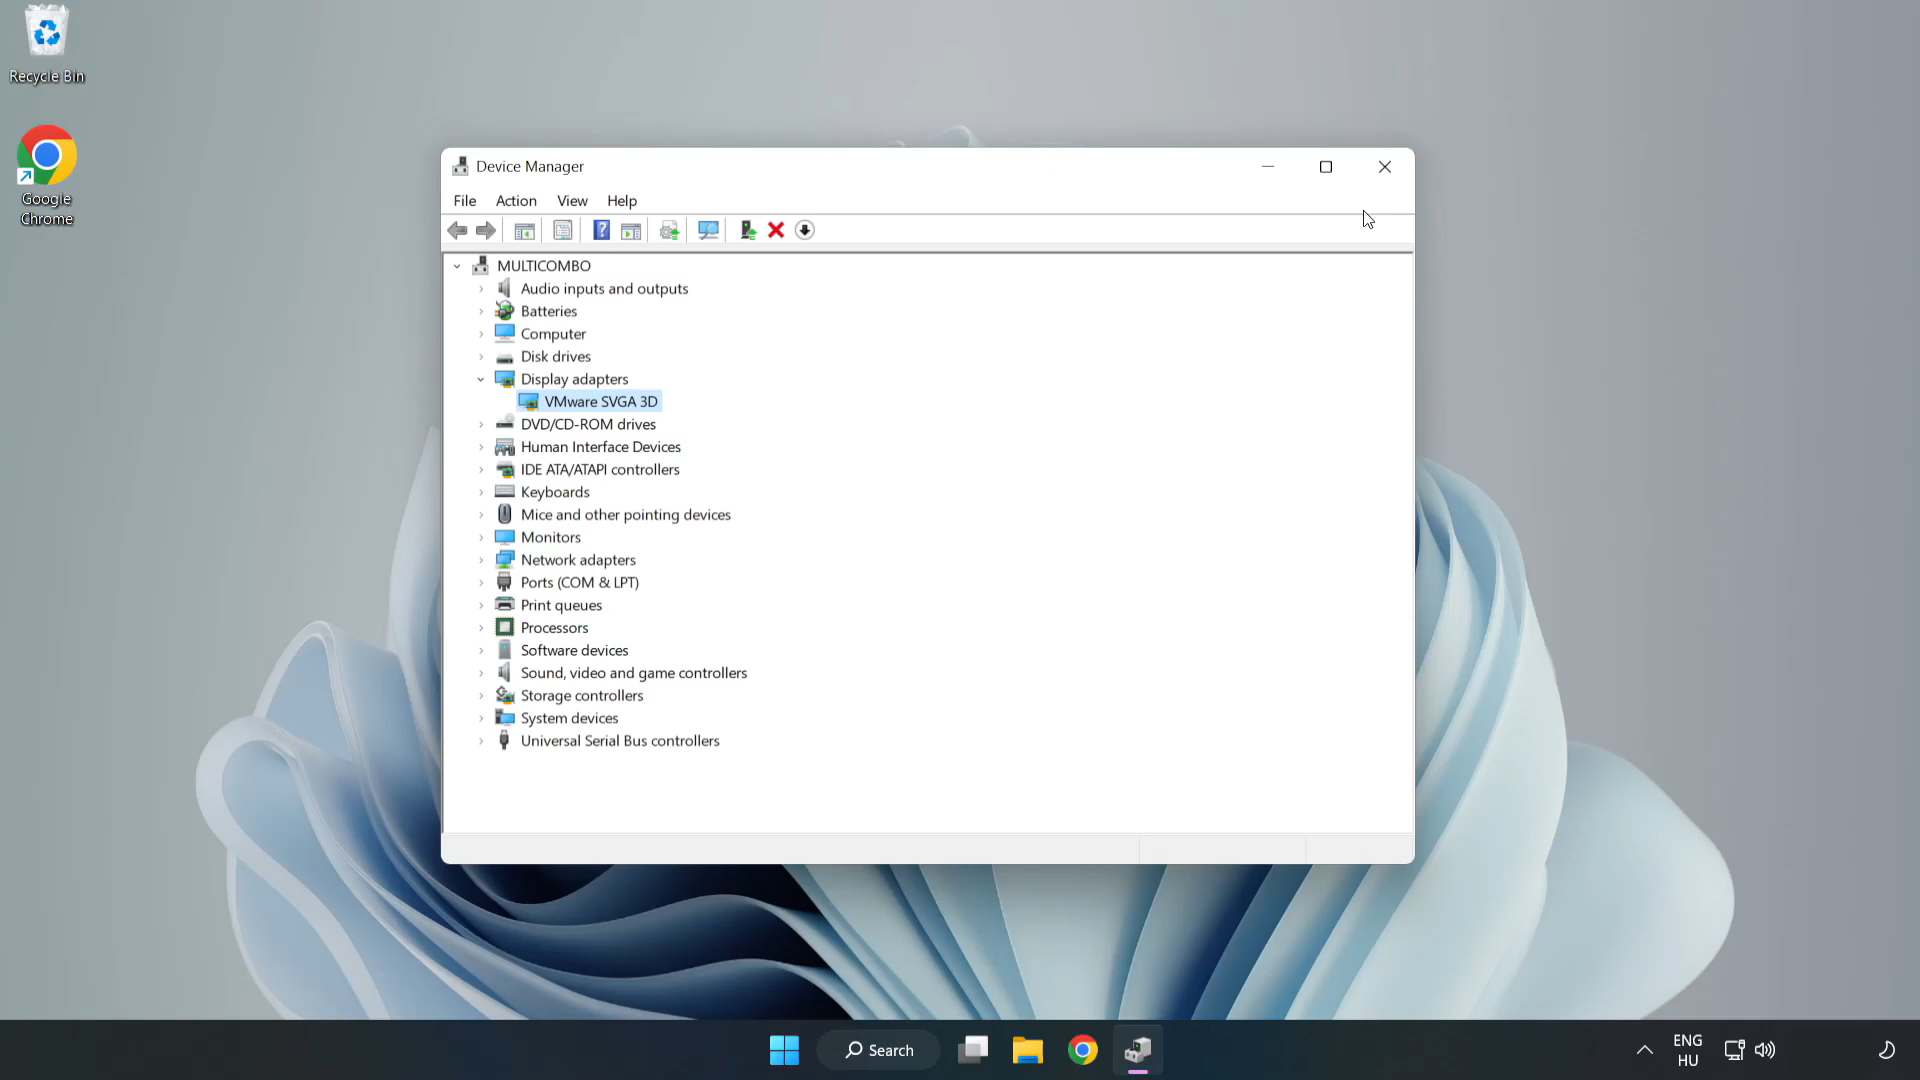 Recycle Bin
Google
Chrome
Device Manager
File Action View Help
MULTICOMBO
Audio inputs and outputs
Batteries
Computer
Disk drives
Display adapters
VMware SVGA 3D
DVD/CD-ROM drives
Human Interface Devices
IDE ATA/ATAPI controllers
Keyboards
Mice and other pointing devices
Monitors
Network adapters
Ports (COM & LPT)
Print queues
Processors
Software devices
Sound, video and game controllers
Storage controllers
System devices
Universal Serial Bus controllers
Search
ENG
HU